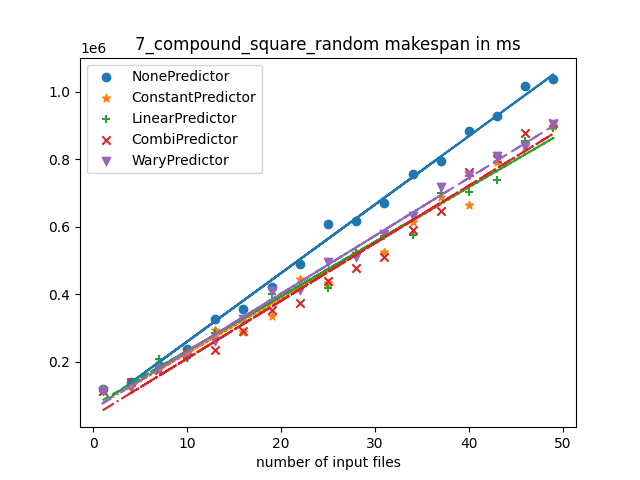 7_compound_square_random makespan in ms
1e6
1.0
0.8
0.6
0.4
0.2
NonePredictor
ConstantPredictor
LinearPredictor
CombiPredictor
WaryPredictor
0 10 20 30 40 50
number of input files